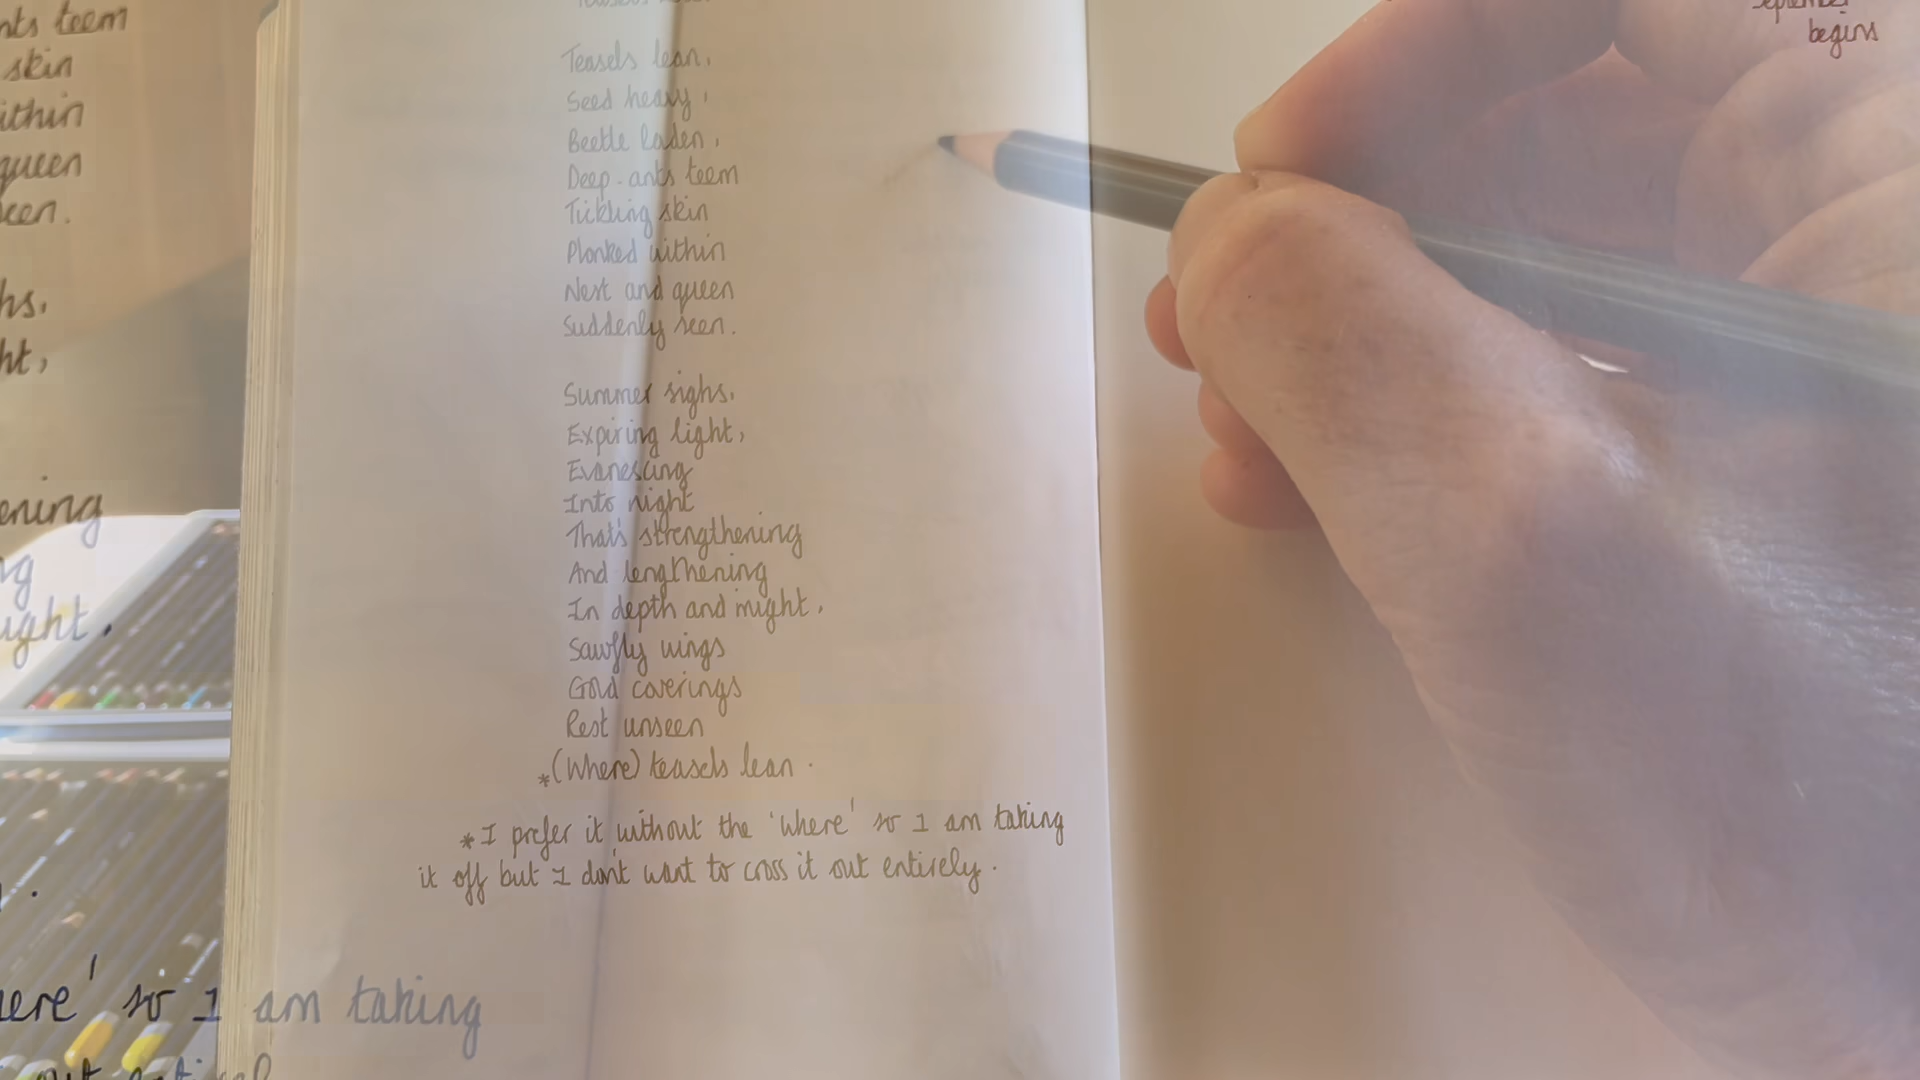 nts teem
skin
ithin
queen
een.
hs.
ht,
ening
ng
ight.
ere' so I am taking
Teasels lean,
Seed heavy,
Beetle laden,
Deep-ants teem
Tickling skin
Plonked within
Nest and queen
Suddenly seen.
Summer sighs.
Expiring light,
Evanescing
Into night
That's strengthening
And lengthening
In depth and might.
Sawfly wings
Gold coverings
Rest unseen
*(Where) teasels lean.
*I prefer it without the 'where' so I am taking
it off but I don't want to cross it out entirely.
September
begins